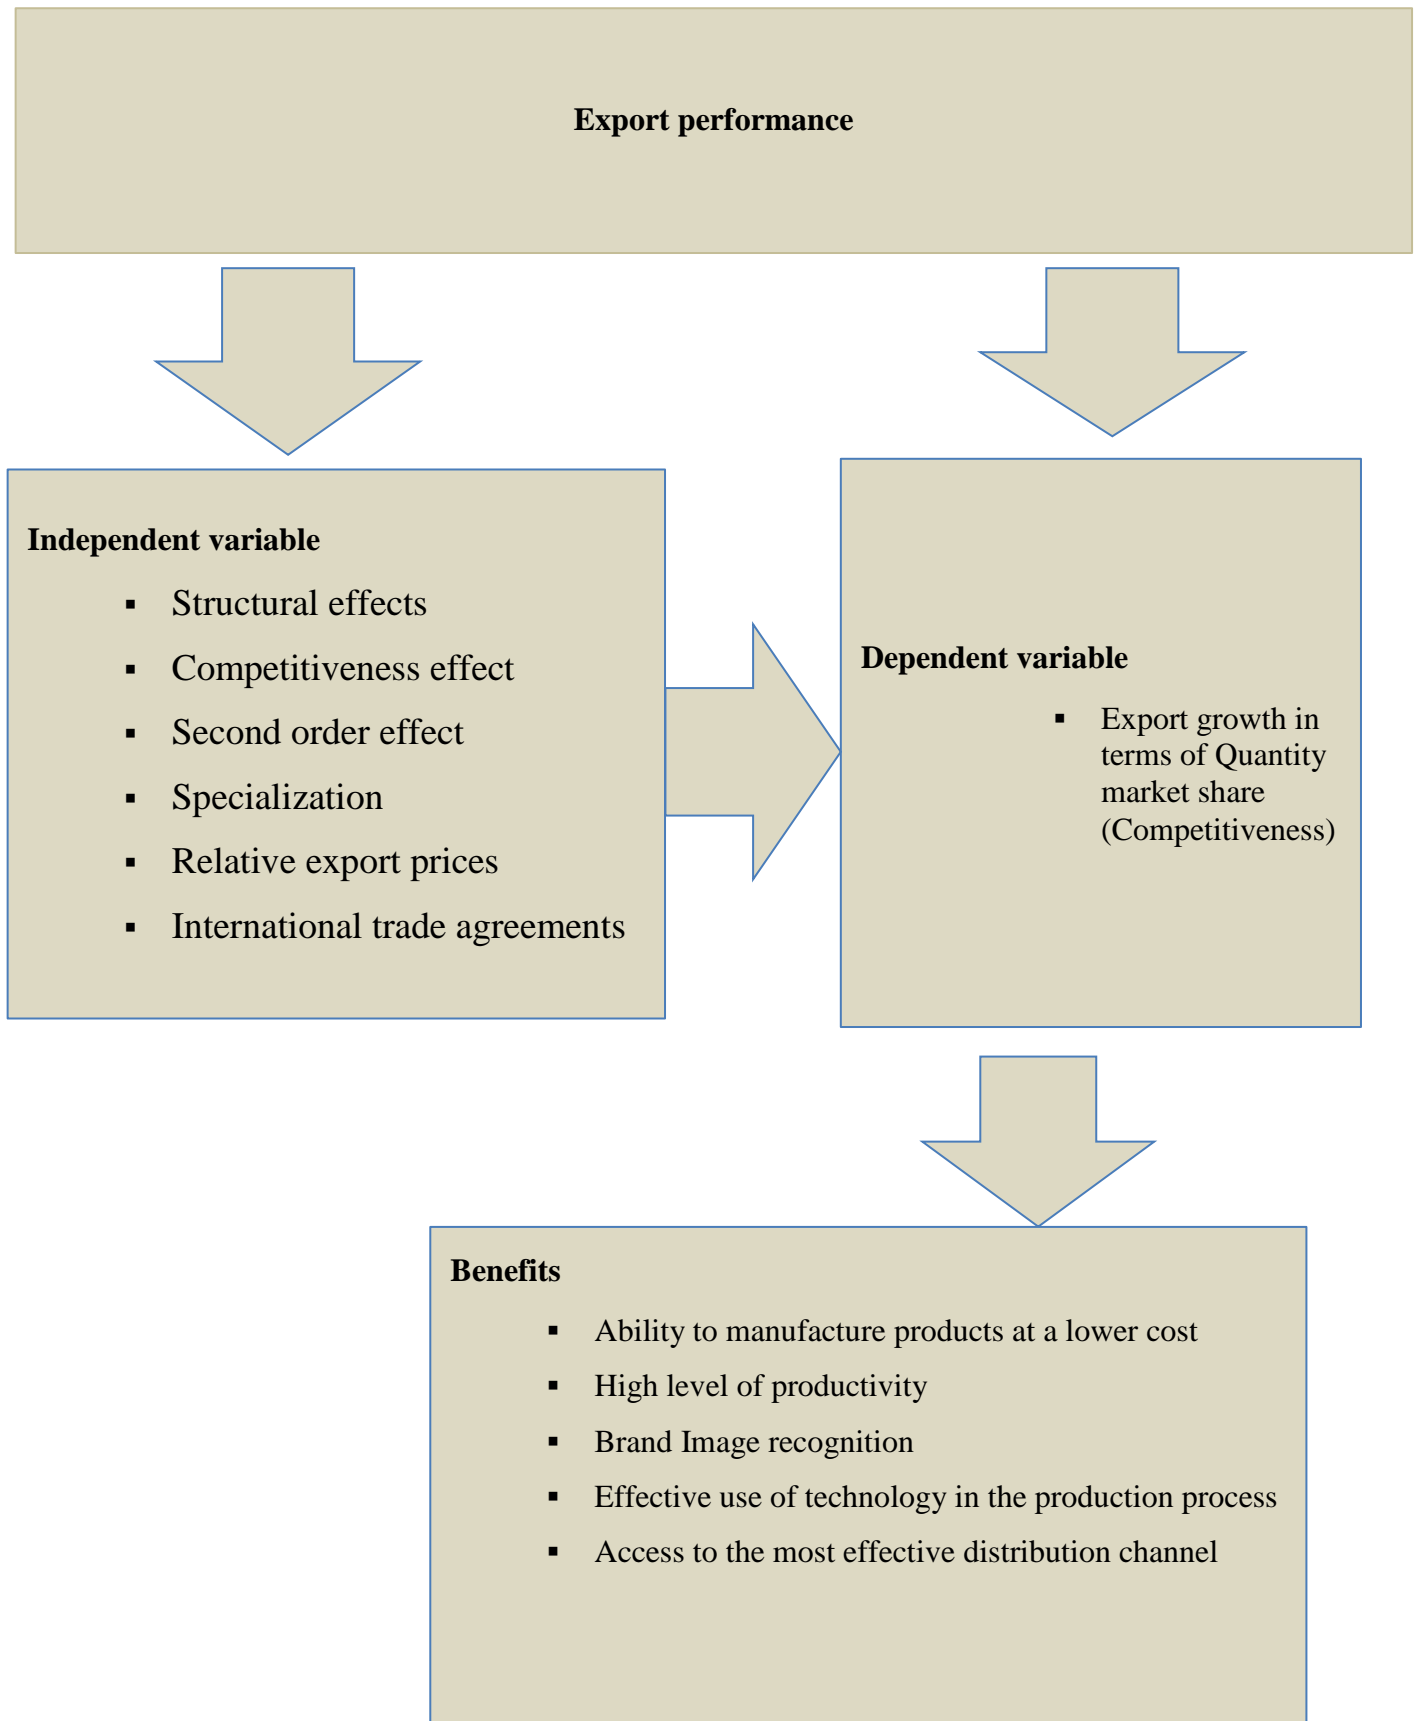 Export performance
Independent variable
▪ Structural effects
▪ Competitiveness effect
▪ Second order effect
▪ Specialization
▪ Relative export prices
▪ International trade agreements
Dependent variable
▪ Export growth in
terms of Quantity
market share
(Competitiveness)
Benefits
▪ Ability to manufacture products at a lower cost
▪ High level of productivity
▪ Brand Image recognition
▪ Effective use of technology in the production process
▪ Access to the most effective distribution channel